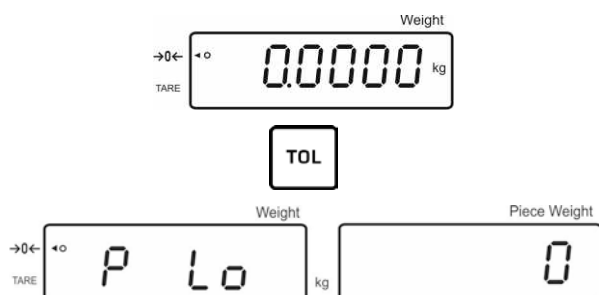 Weight
→0← ◂ o 0.0000 kg
TARE
TOL
Weight Piece Weight
→0← ◂ o P Lo 0
TARE kg